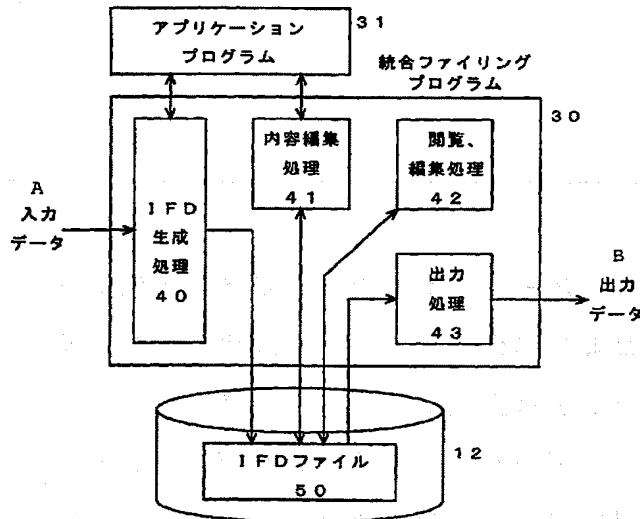 アプリケーション
プログラム
31
統合ファイリング
プログラム
30
A
入力
データ
IFD
生成
処理
40
内容編集
処理
41
閲覧、
編集処理
42
出力
処理
43
B
出力
データ
IFDファイル
50
12